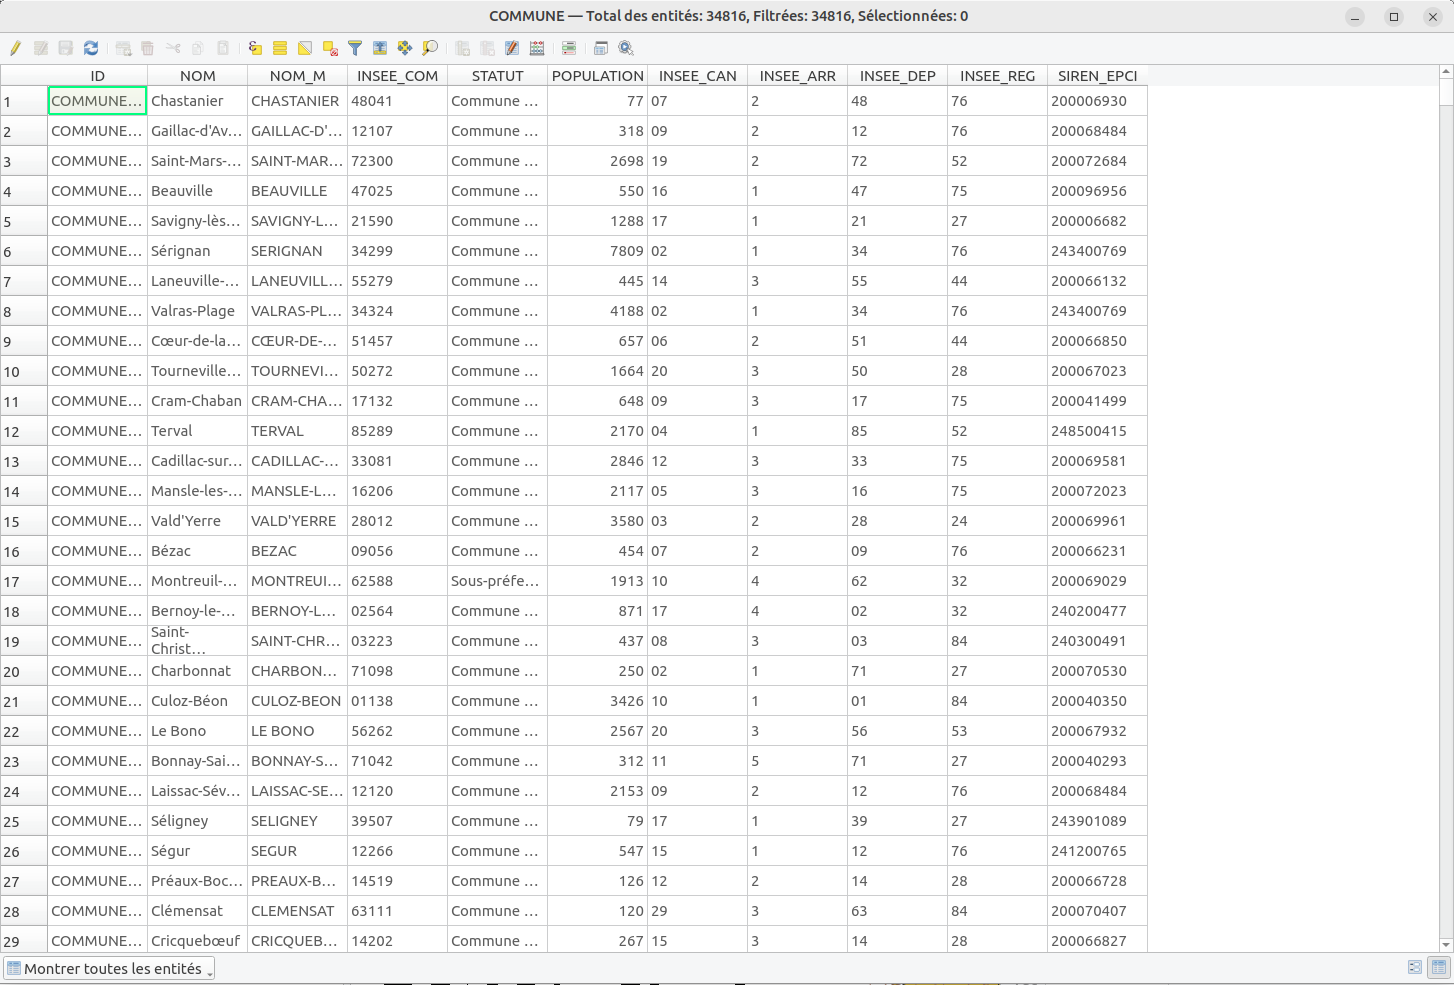 COMMUNE — Total des entités: 34816, Filtrées: 34816, Sélectionnées: 0
ID NOM NOM_M INSEE_COM STATUT POPULATION INSEE_CAN INSEE_ARR INSEE_DEP INSEE_REG SIREN_EPCI
1 COMMUNE... Chastanier CHASTANIER 48041 Commune ... 77 07 2 48 76 200006930
2 COMMUNE... Gaillac-d'Av... GAILLAC-D'... 12107 Commune ... 318 09 2 12 76 200068484
3 COMMUNE... Saint-Mars-... SAINT-MAR... 72300 Commune ... 2698 19 2 72 52 200072684
4 COMMUNE... Beauville BEAUVILLE 47025 Commune ... 550 16 1 47 75 200096956
5 COMMUNE... Savigny-lès... SAVIGNY-L... 21590 Commune ... 1288 17 1 21 27 200006682
6 COMMUNE... Sérignan SERIGNAN 34299 Commune ... 7809 02 1 34 76 243400769
7 COMMUNE... Laneuville-... LANEUVILL... 55279 Commune ... 445 14 3 55 44 200066132
8 COMMUNE... Valras-Plage VALRAS-PL... 34324 Commune ... 4188 02 1 34 76 243400769
9 COMMUNE... Cœur-de-la... CŒUR-DE-... 51457 Commune ... 657 06 2 51 44 200066850
10 COMMUNE... Tourneville... TOURNEVI... 50272 Commune ... 1664 20 3 50 28 200067023
11 COMMUNE... Cram-Chaban CRAM-CHA... 17132 Commune ... 648 09 3 17 75 200041499
12 COMMUNE... Terval TERVAL 85289 Commune ... 2170 04 1 85 52 248500415
13 COMMUNE... Cadillac-sur... CADILLAC-... 33081 Commune ... 2846 12 3 33 75 200069581
14 COMMUNE... Mansle-les-... MANSLE-L... 16206 Commune ... 2117 05 3 16 75 200072023
15 COMMUNE... Vald'Yerre VALD'YERRE 28012 Commune ... 3580 03 2 28 24 200069961
16 COMMUNE... Bézac BEZAC 09056 Commune ... 454 07 2 09 76 200066231
17 COMMUNE... Montreuil-... MONTREUI... 62588 Sous-préfe... 1913 10 4 62 32 200069029
18 COMMUNE... Bernoy-le-... BERNOY-L... 02564 Commune ... 871 17 4 02 32 240200477
19 COMMUNE... Saint-Christ... SAINT-CHR... 03223 Commune ... 437 08 3 03 84 240300491
20 COMMUNE... Charbonnat CHARBON... 71098 Commune ... 250 02 1 71 27 200070530
21 COMMUNE... Culoz-Béon CULOZ-BEON 01138 Commune ... 3426 10 1 01 84 200040350
22 COMMUNE... Le Bono LE BONO 56262 Commune ... 2567 20 3 56 53 200067932
23 COMMUNE... Bonnay-Sai... BONNAY-S... 71042 Commune ... 312 11 5 71 27 200040293
24 COMMUNE... Laissac-Sév... LAISSAC-SE... 12120 Commune ... 2153 09 2 12 76 200068484
25 COMMUNE... Séligney SELIGNEY 39507 Commune ... 79 17 1 39 27 243901089
26 COMMUNE... Ségur SEGUR 12266 Commune ... 547 15 1 12 76 241200765
27 COMMUNE... Préaux-Boc... PREAUX-B... 14519 Commune ... 126 12 2 14 28 200066728
28 COMMUNE... Clémensat CLEMENSAT 63111 Commune ... 120 29 3 63 84 200070407
29 COMMUNE... Cricquebœuf CRICQUEB... 14202 Commune ... 267 15 3 14 28 200066827
Montrer toutes les entités